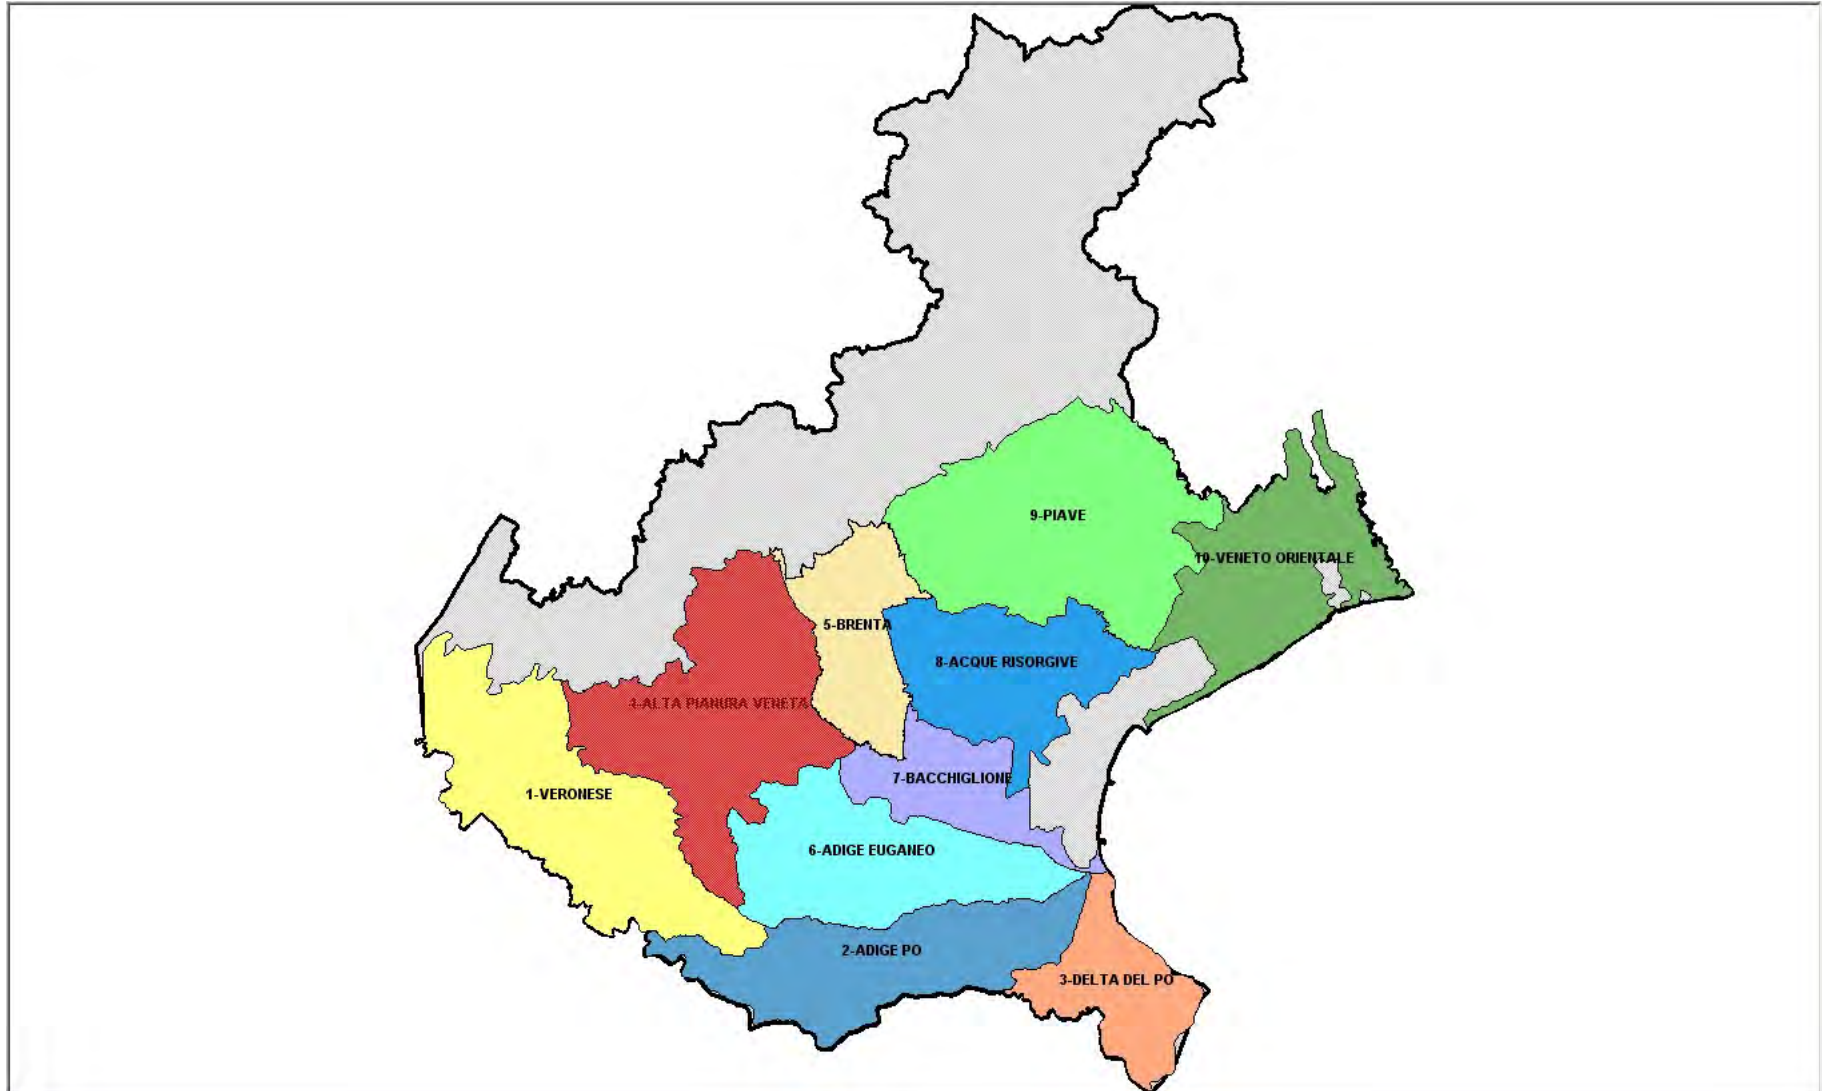 9-PIAVE
10-VENETO ORIENTALE
5-BRENTA
8-ACQUE RISORGIVE
4-ALTA PIANURA VENETA
7-BACCHIGLIONE
1-VERONESE
6-ADIGE EUGANEO
2-ADIGE PO
3-DELTA DEL PO